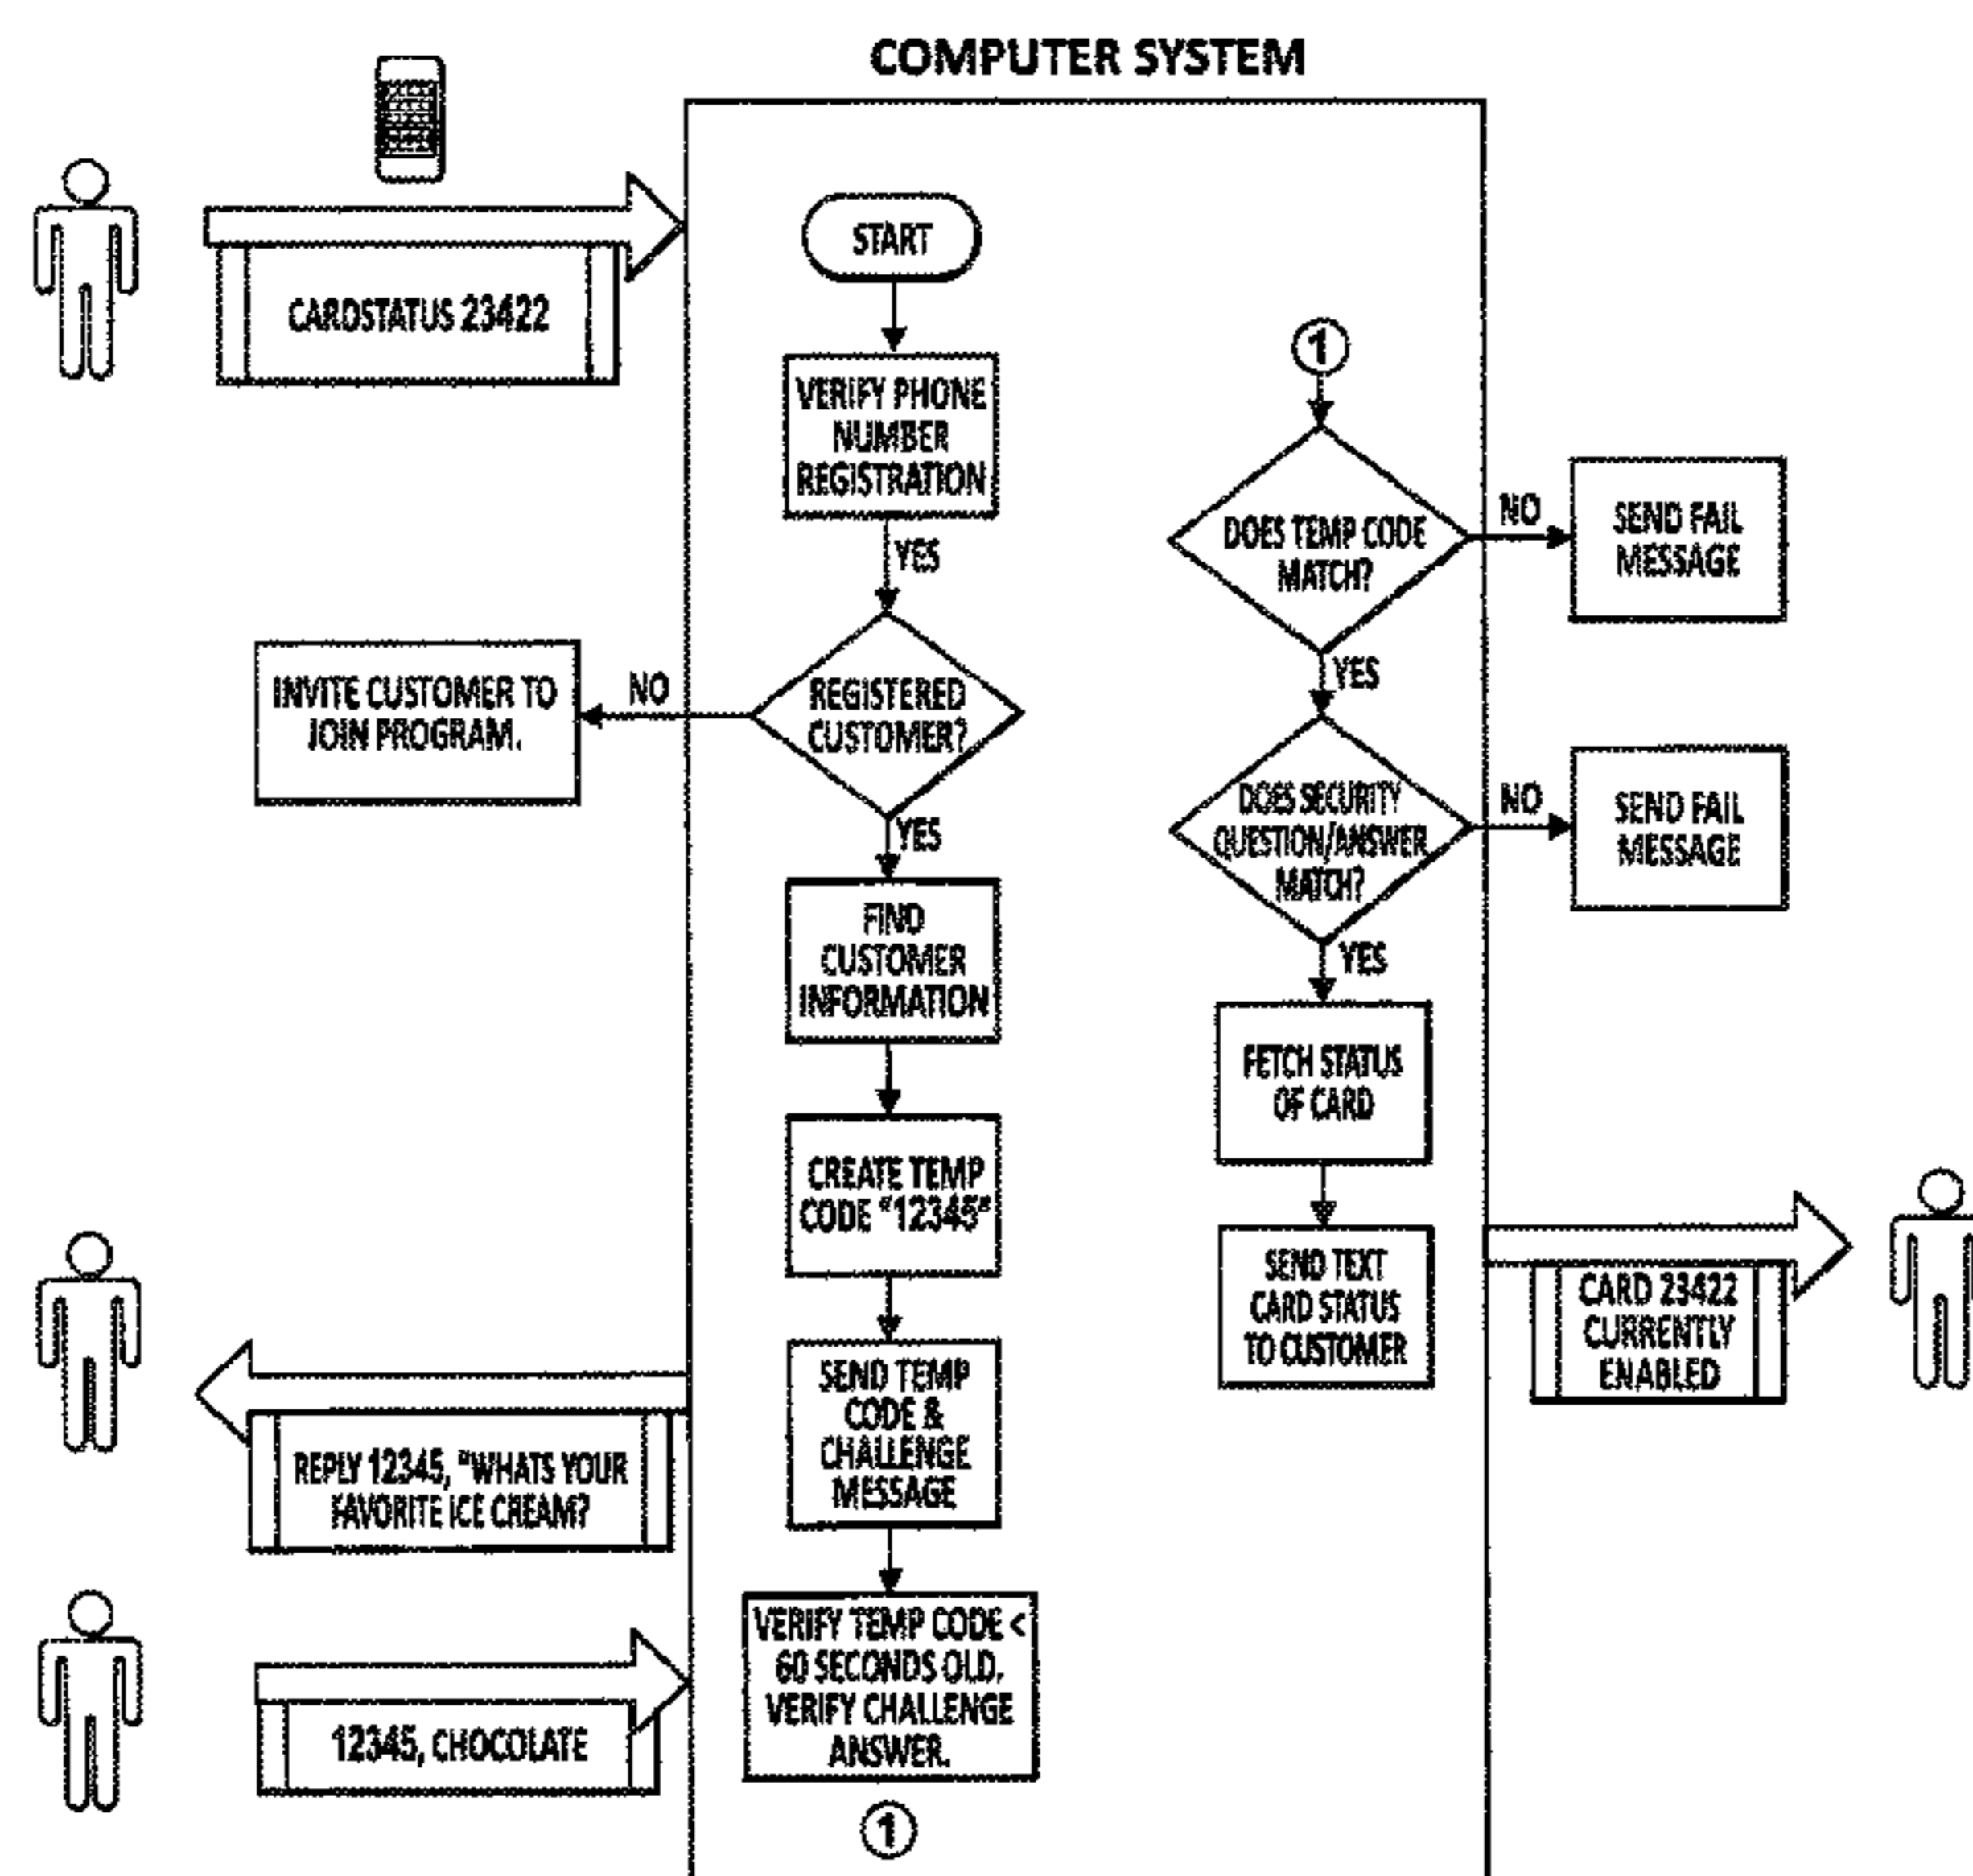 COMPUTER SYSTEM
CARDSTATUS 23422
START
VERIFY PHONE
NUMBER
REGISTRATION
YES
REGISTERED
CUSTOMER?
NO
INVITE CUSTOMER TO
JOIN PROGRAM.
YES
FIND
CUSTOMER
INFORMATION
CREATE TEMP
CODE "12345"
SEND TEMP
CODE &
CHALLENGE
MESSAGE
REPLY 12345, "WHATS YOUR
FAVORITE ICE CREAM?
VERIFY TEMP CODE <
60 SECONDS OLD.
VERIFY CHALLENGE
ANSWER.
12345, CHOCOLATE
1
1
DOES TEMP CODE
MATCH?
NO
SEND FAIL
MESSAGE
YES
DOES SECURITY
QUESTION/ANSWER
MATCH?
NO
SEND FAIL
MESSAGE
YES
FETCH STATUS
OF CARD
SEND TEXT
CARD STATUS
TO CUSTOMER
CARD 23422
CURRENTLY
ENABLED